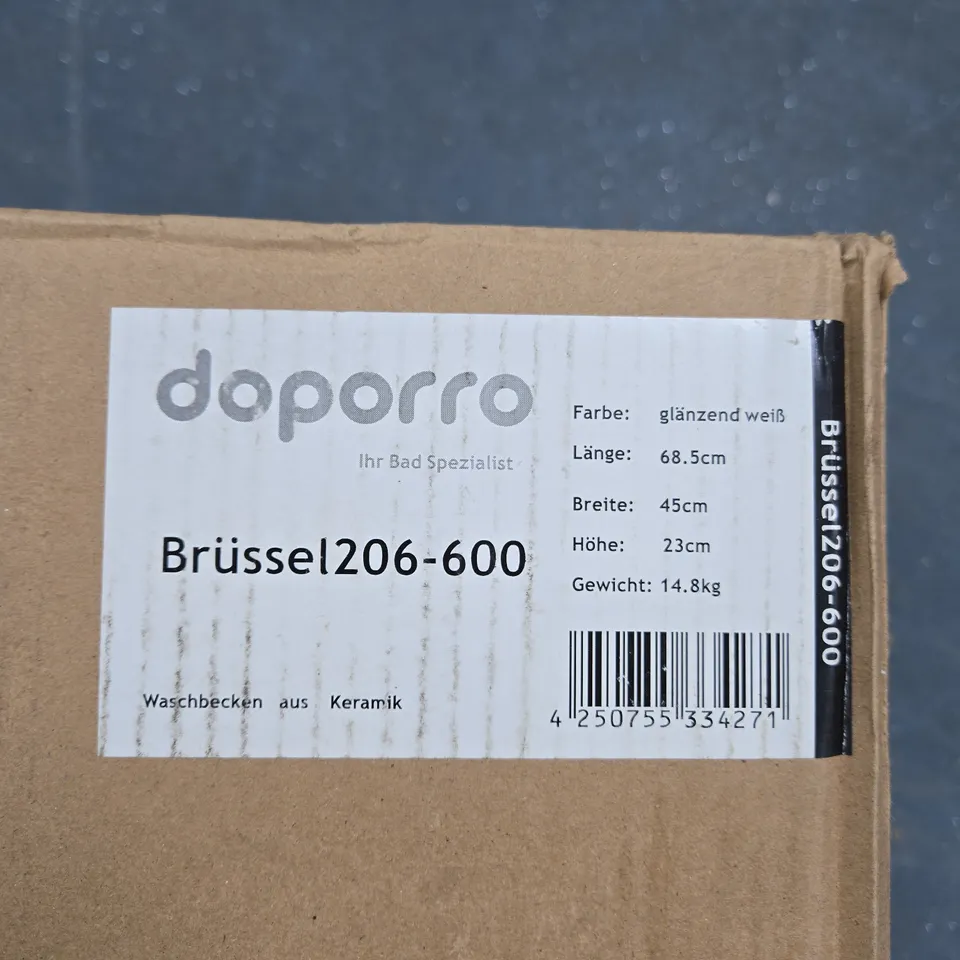 doporro
Ihr Bad Spezialist
Brüssel206-600
Waschbecken aus Keramik
Farbe: glänzend weiß
Länge: 68.5cm
Breite: 45cm
Höhe: 23cm
Gewicht: 14.8kg
4 250755 334271
Brüssel206-600